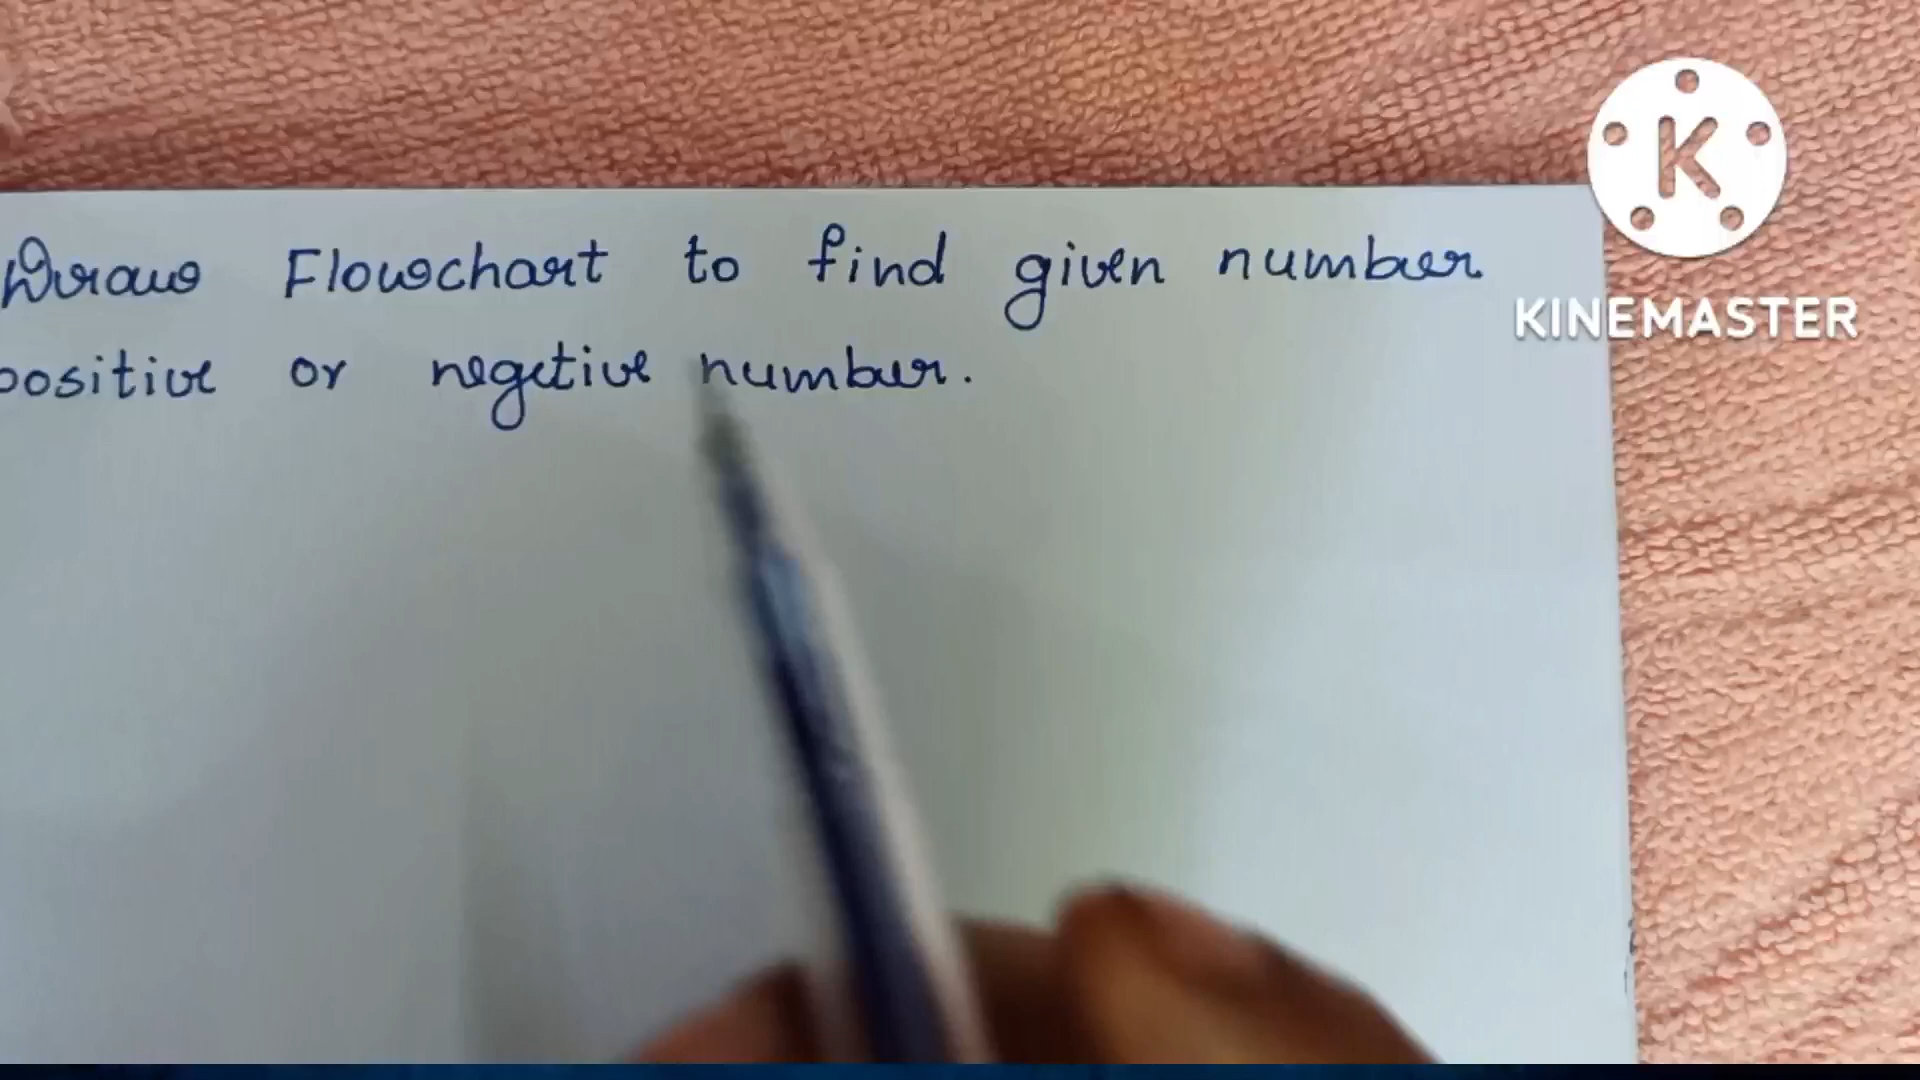 Draw Flowchart to find given number
positive or negetive number.
K
KINEMASTER